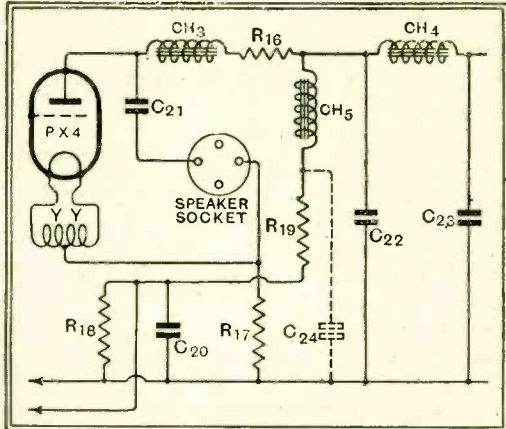 CH3 R16 CH4
C21 CH5
PX4
SPEAKER
SOCKET
Y Y
R19 C22 C23
R18 C20 R17 C24